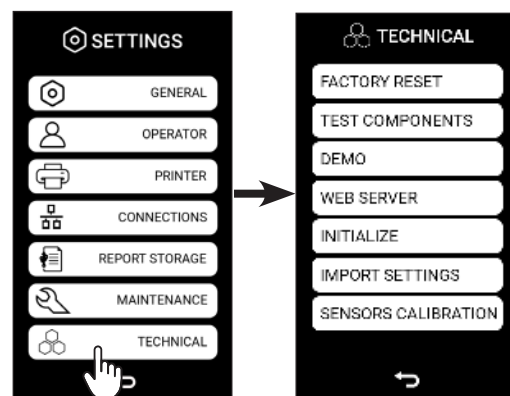 SETTINGS
GENERAL
OPERATOR
PRINTER
CONNECTIONS
REPORT STORAGE
MAINTENANCE
TECHNICAL
TECHNICAL
FACTORY RESET
TEST COMPONENTS
DEMO
WEB SERVER
INITIALIZE
IMPORT SETTINGS
SENSORS CALIBRATION